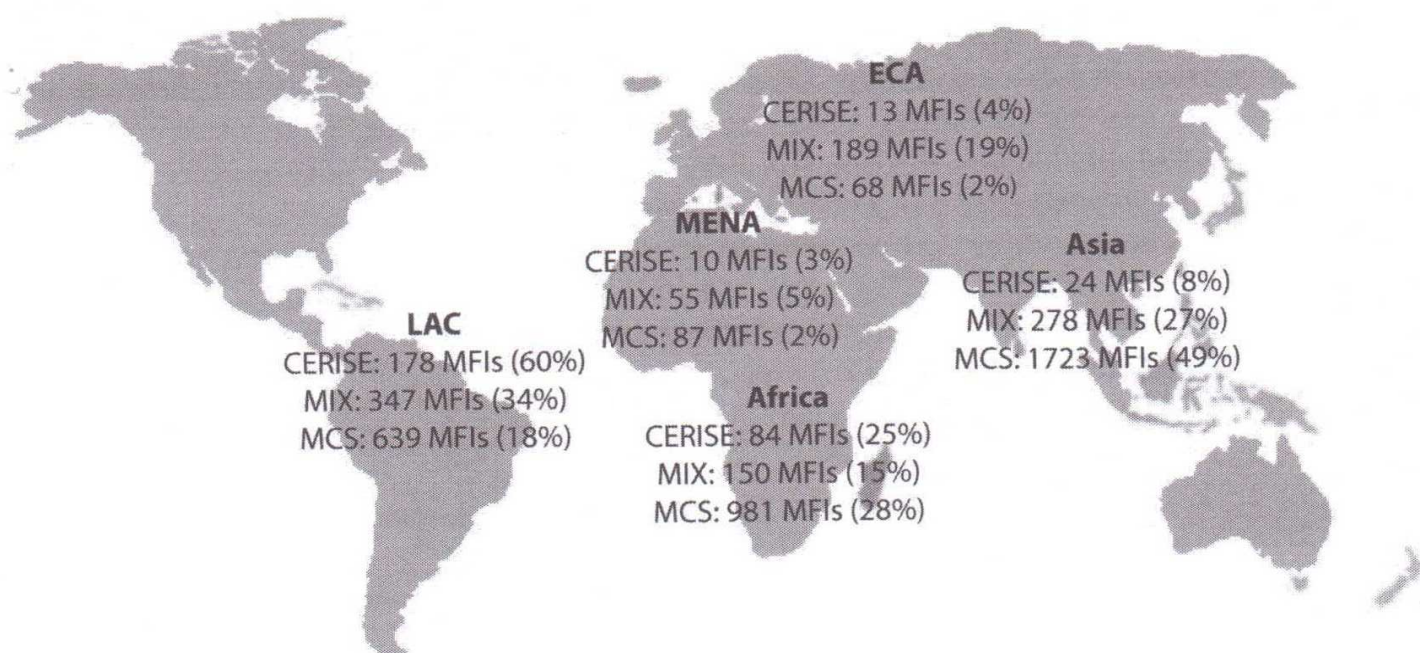 ECA
CERISE: 13 MFIs (4%)
MIX: 189 MFIs (19%)
MCS: 68 MFIs (2%)
MENA
CERISE: 10 MFIs (3%)
MIX: 55 MFIs (5%)
MCS: 87 MFIs (2%)
Asia
CERISE: 24 MFIs (8%)
MIX: 278 MFIs (27%)
MCS: 1723 MFIs (49%)
LAC
CERISE: 178 MFIs (60%)
MIX: 347 MFIs (34%)
MCS: 639 MFIs (18%)
Africa
CERISE: 84 MFIs (25%)
MIX: 150 MFIs (15%)
MCS: 981 MFIs (28%)